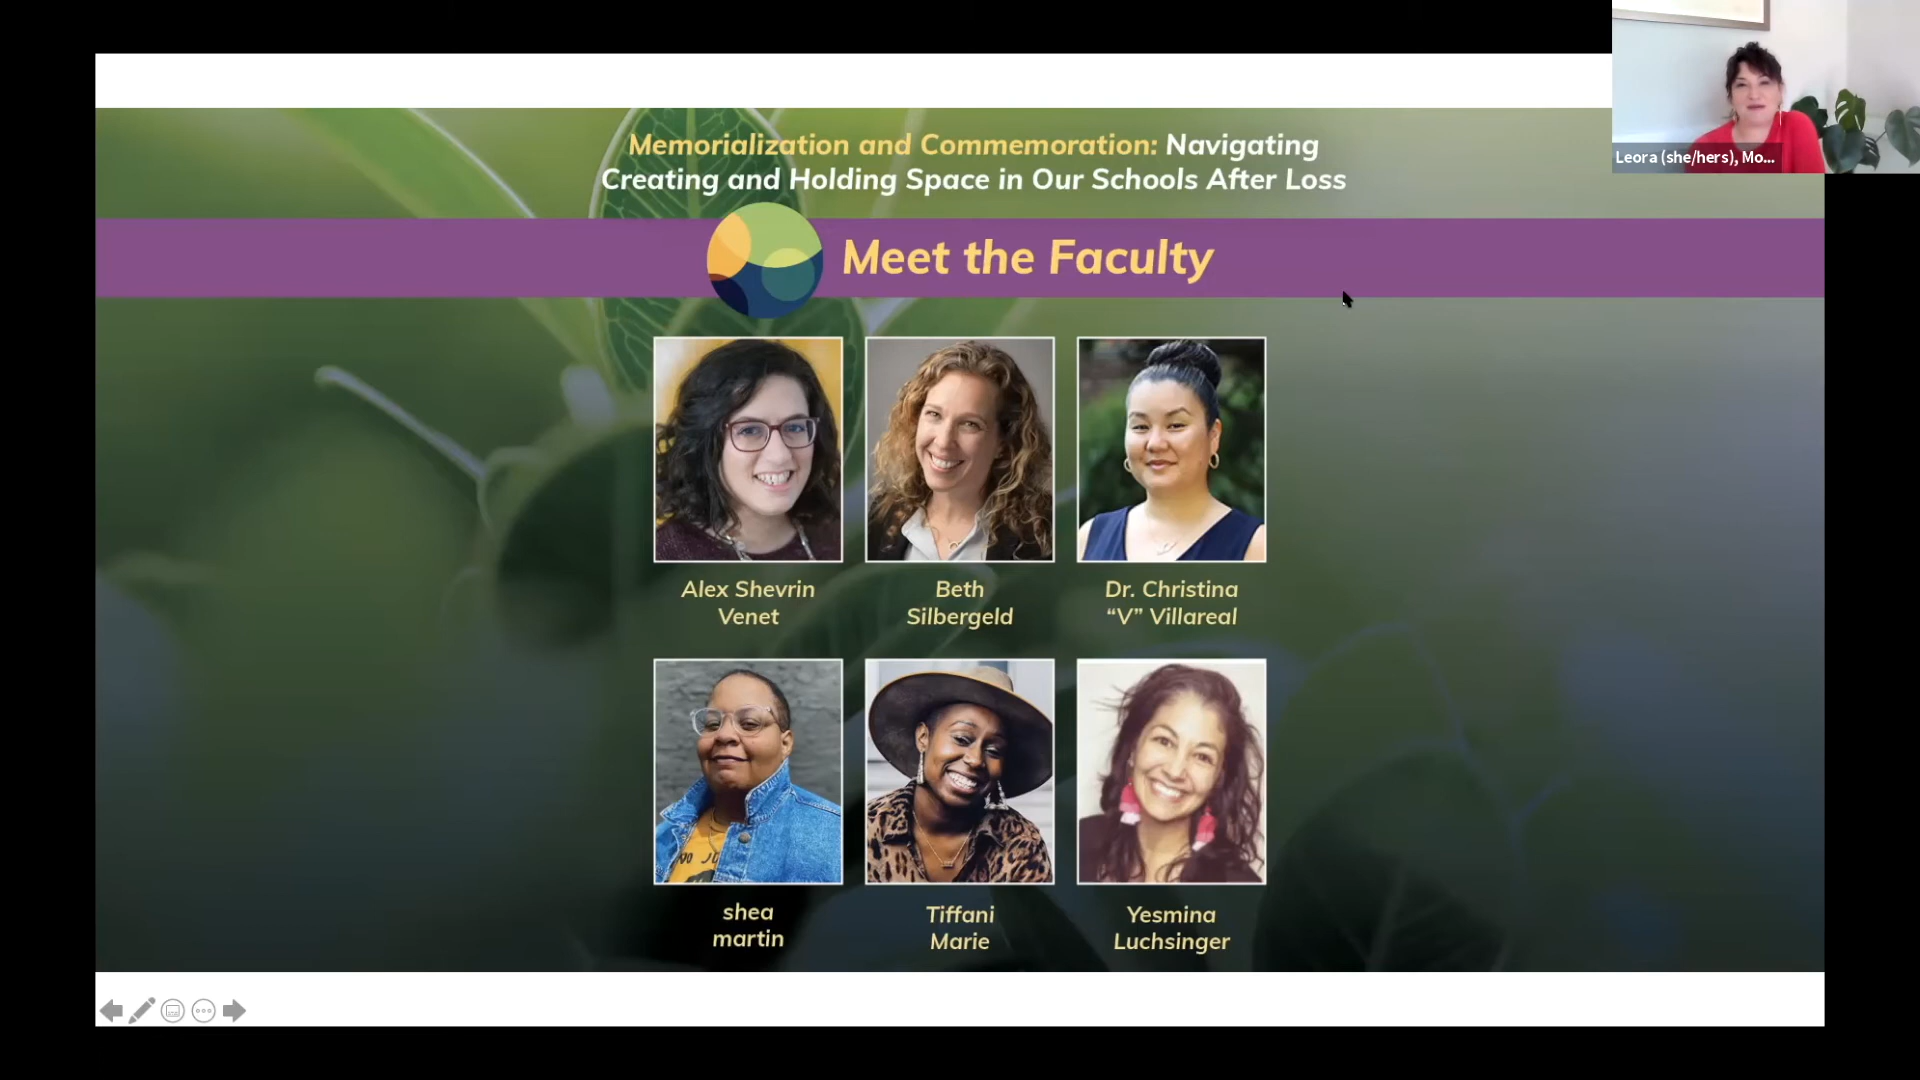 Memorialization and Commemoration: Navigating
Creating and Holding Space in Our Schools After Loss
Leora (she/hers), Mo...
Meet the Faculty
Alex Shevrin
Venet
Beth
Silbergeld
Dr. Christina
“V” Villareal
shea
martin
Tiffani
Marie
Yesmina
Luchsinger